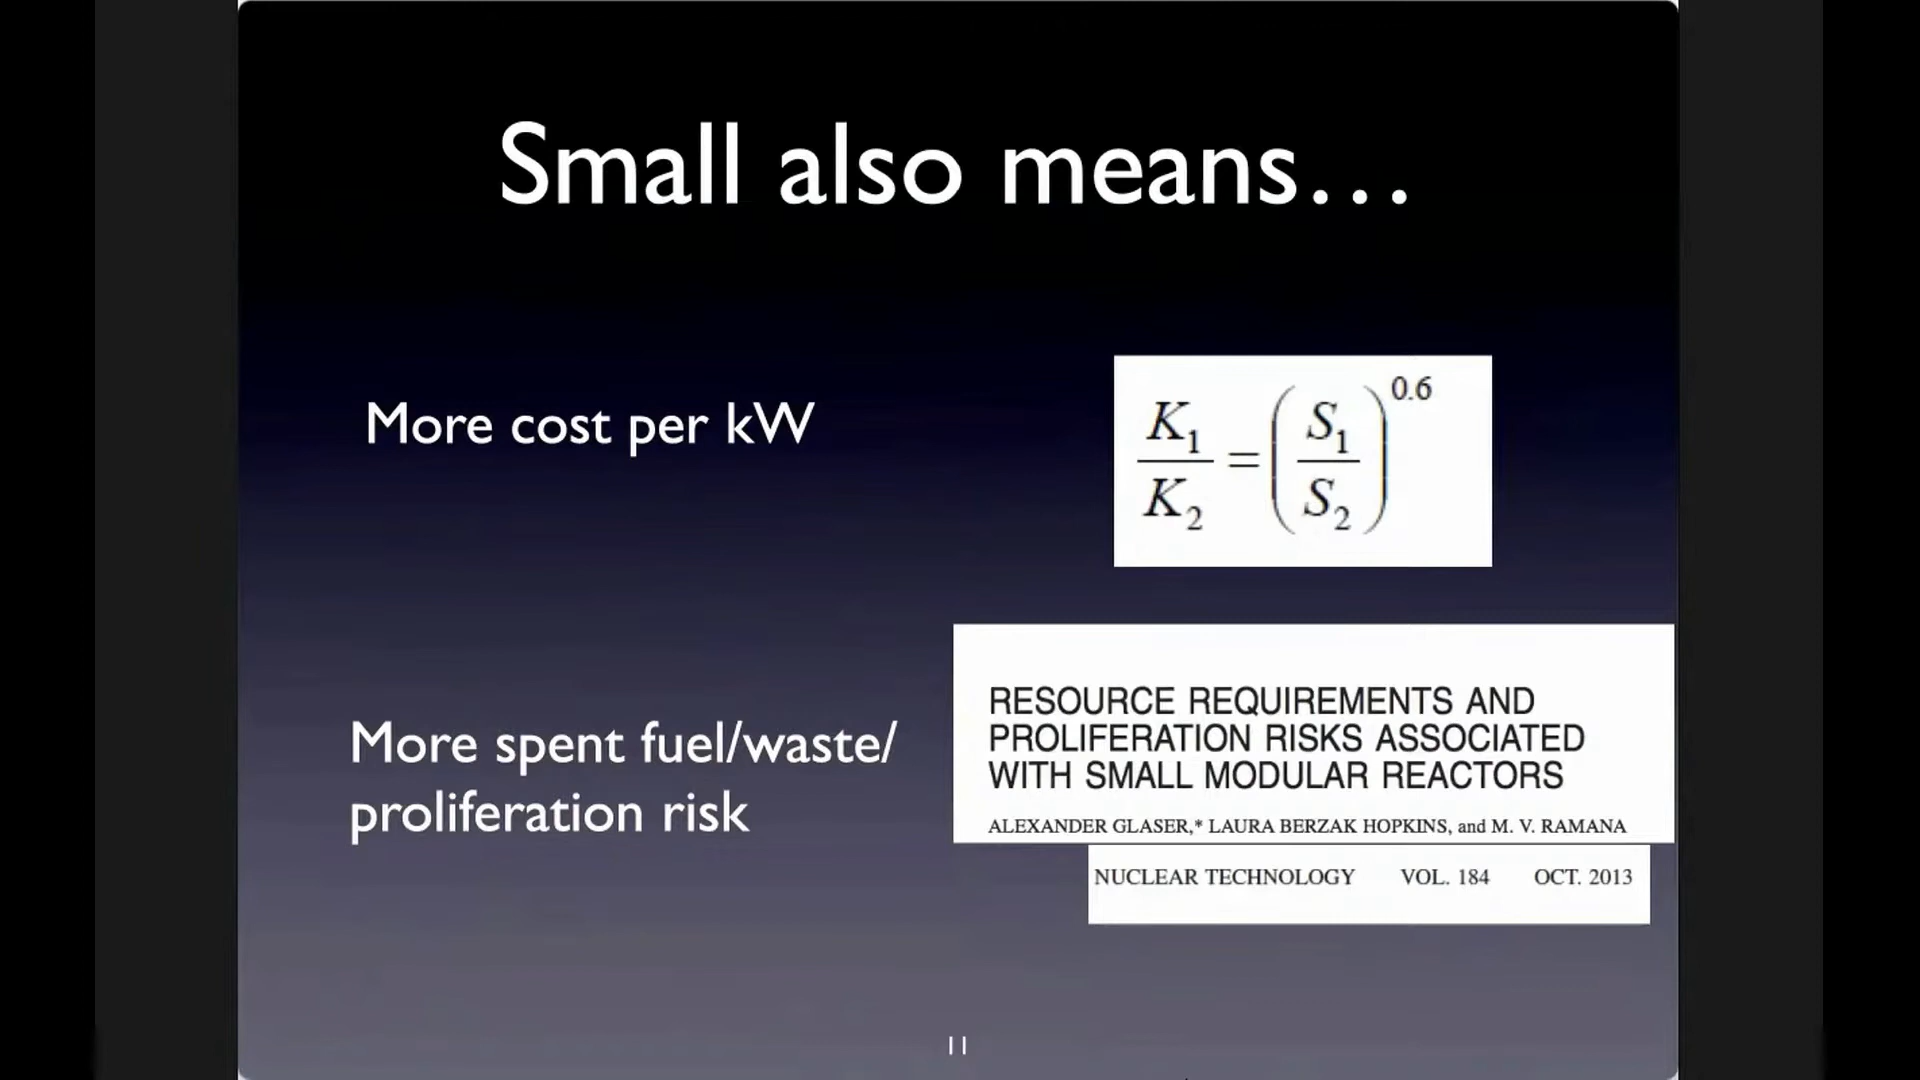 Small also means…
More cost per kW
K₁/K₂ = (S₁/S₂)^0.6
More spent fuel/waste/
proliferation risk
RESOURCE REQUIREMENTS AND
PROLIFERATION RISKS ASSOCIATED
WITH SMALL MODULAR REACTORS
ALEXANDER GLASER,* LAURA BERZAK HOPKINS, and M. V. RAMANA
NUCLEAR TECHNOLOGY VOL. 184 OCT. 2013
11